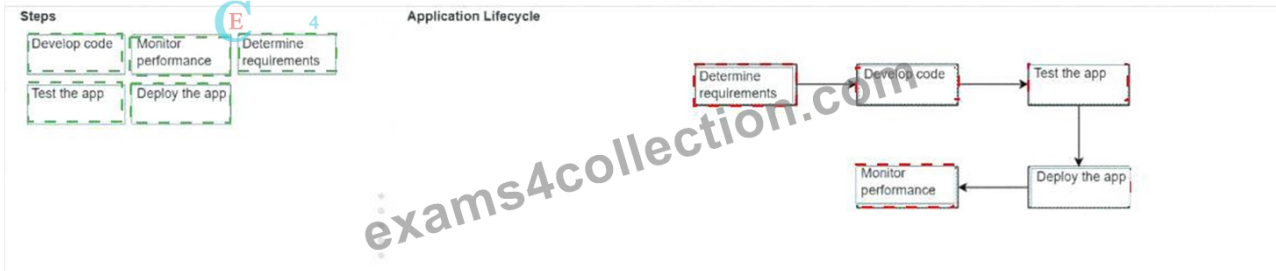 Steps
E
4
Develop code
Monitor
performance
Determine
requirements
Test the app
Deploy the app
Application Lifecycle
Determine
requirements
Develop code
Test the app
Monitor
performance
Deploy the app
exams4collection.com